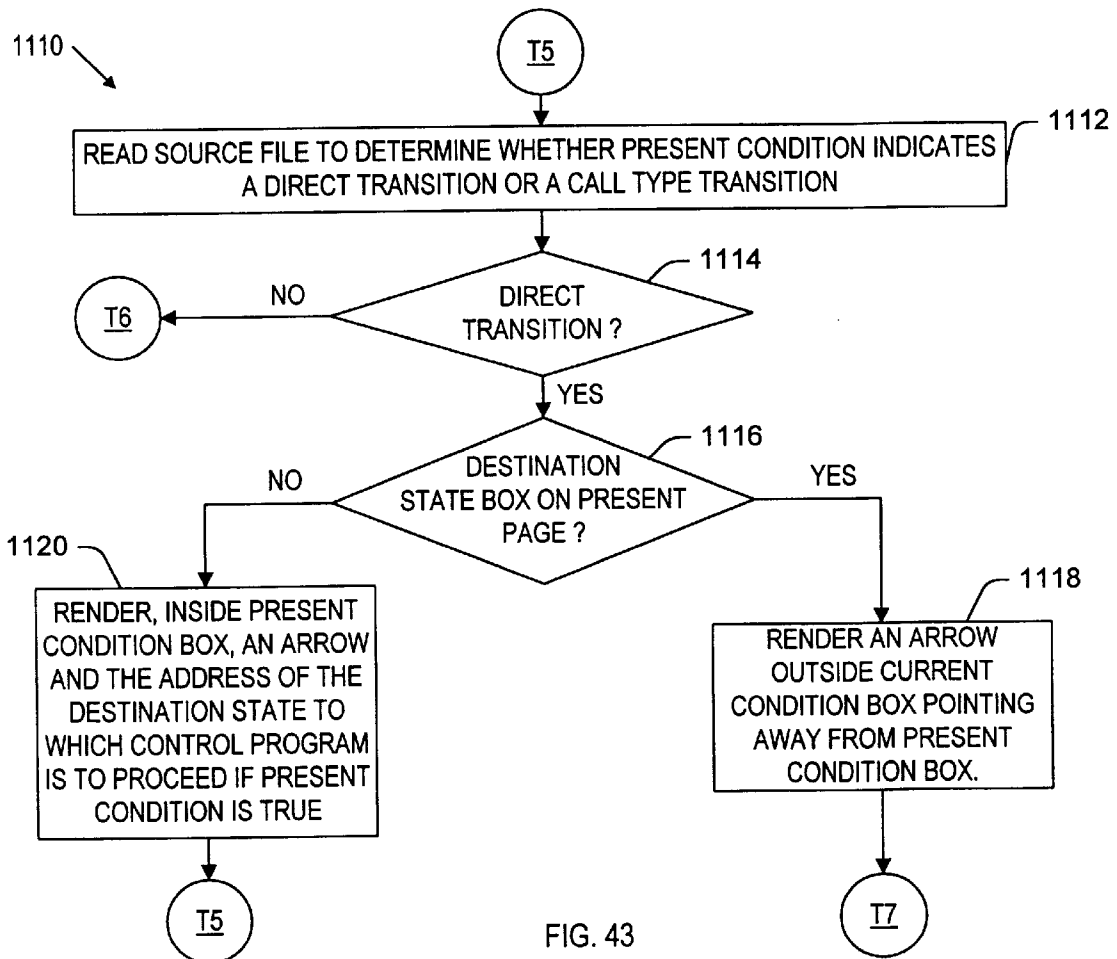 1110
T5
1112
READ SOURCE FILE TO DETERMINE WHETHER PRESENT CONDITION INDICATES
A DIRECT TRANSITION OR A CALL TYPE TRANSITION
1114
NO
DIRECT
TRANSITION ?
T6
YES
1116
NO
DESTINATION
STATE BOX ON PRESENT
PAGE ?
YES
1120
RENDER, INSIDE PRESENT
CONDITION BOX, AN ARROW
AND THE ADDRESS OF THE
DESTINATION STATE TO
WHICH CONTROL PROGRAM
IS TO PROCEED IF PRESENT
CONDITION IS TRUE
1118
RENDER AN ARROW
OUTSIDE CURRENT
CONDITION BOX POINTING
AWAY FROM PRESENT
CONDITION BOX.
T5
T7
FIG. 43